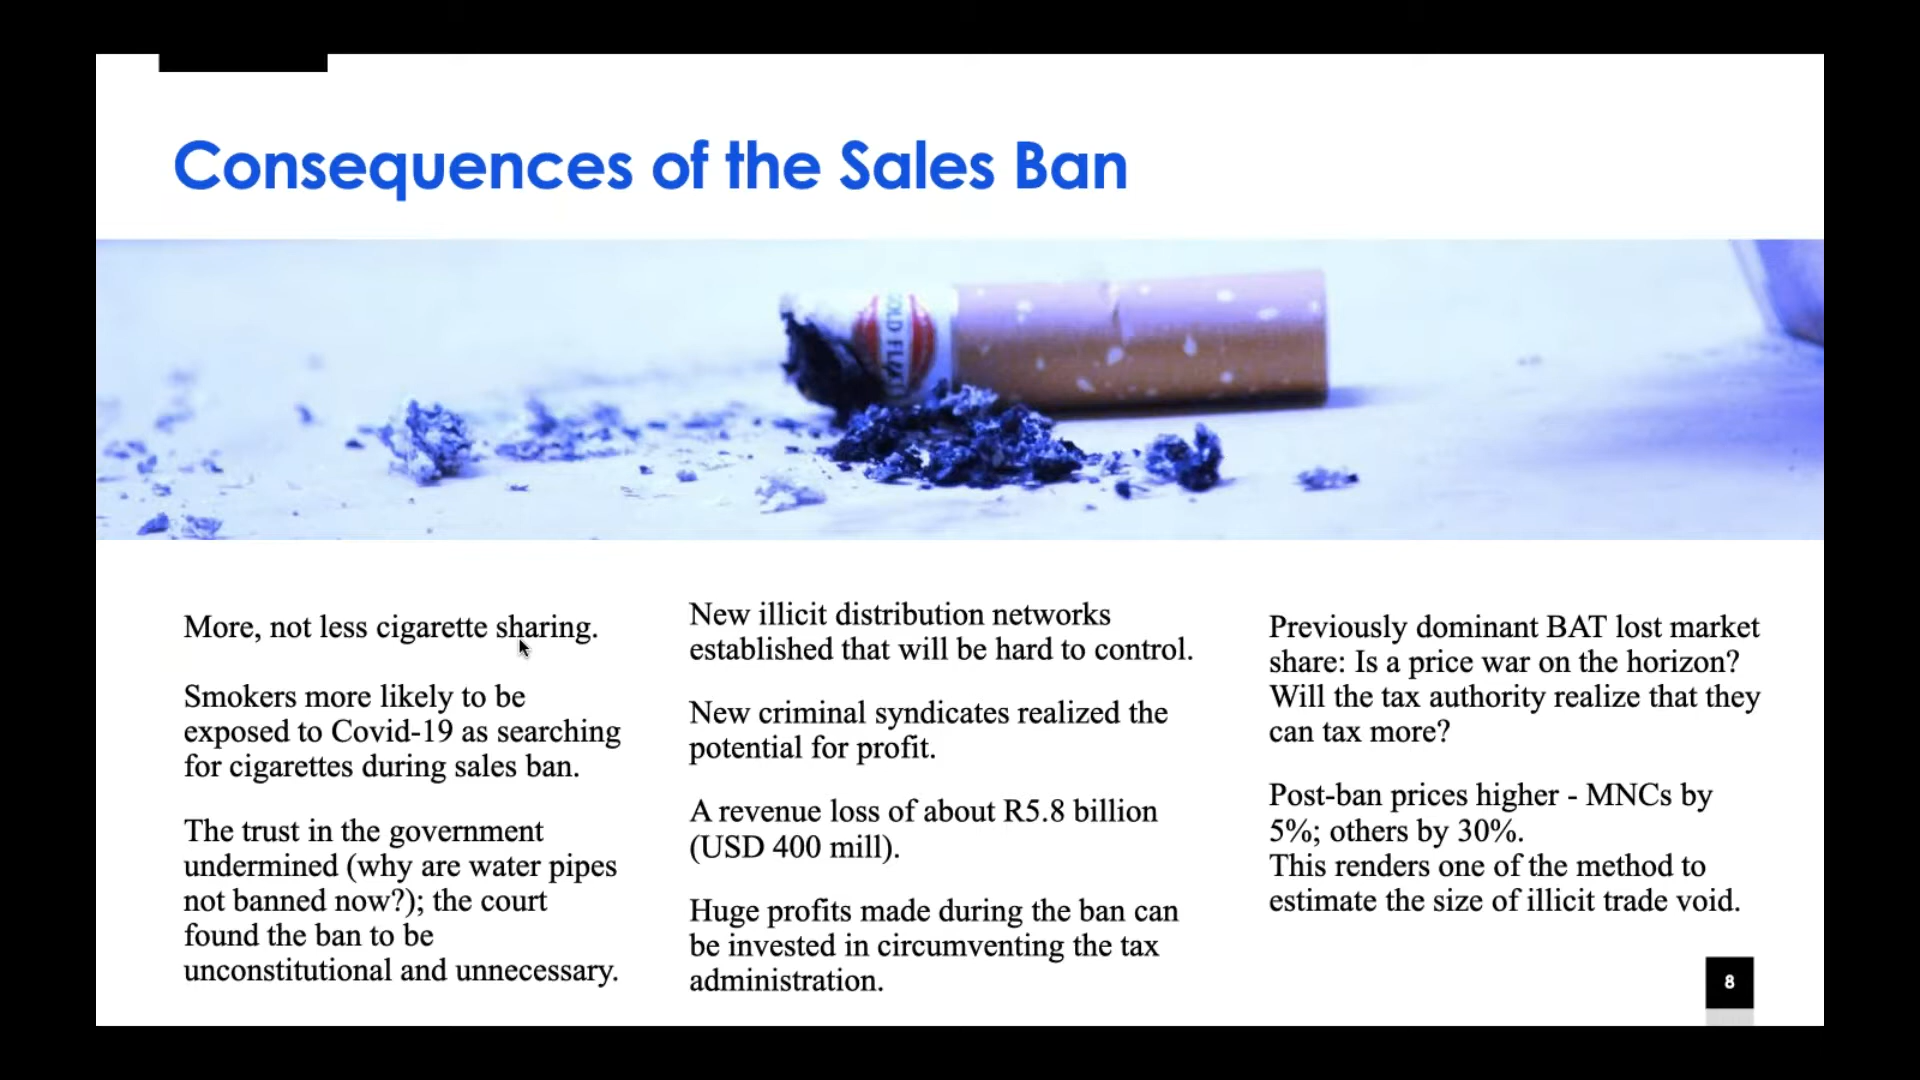 Consequences of the Sales Ban
GOLD FLAKE
More, not less cigarette sharing.
Smokers more likely to be
exposed to Covid-19 as searching
for cigarettes during sales ban.
The trust in the government
undermined (why are water pipes
not banned now?); the court
found the ban to be
unconstitutional and unnecessary.
New illicit distribution networks
established that will be hard to control.
New criminal syndicates realized the
potential for profit.
A revenue loss of about R5.8 billion
(USD 400 mill).
Huge profits made during the ban can
be invested in circumventing the tax
administration.
Previously dominant BAT lost market
share: Is a price war on the horizon?
Will the tax authority realize that they
can tax more?
Post-ban prices higher - MNCs by
5%; others by 30%.
This renders one of the method to
estimate the size of illicit trade void.
8